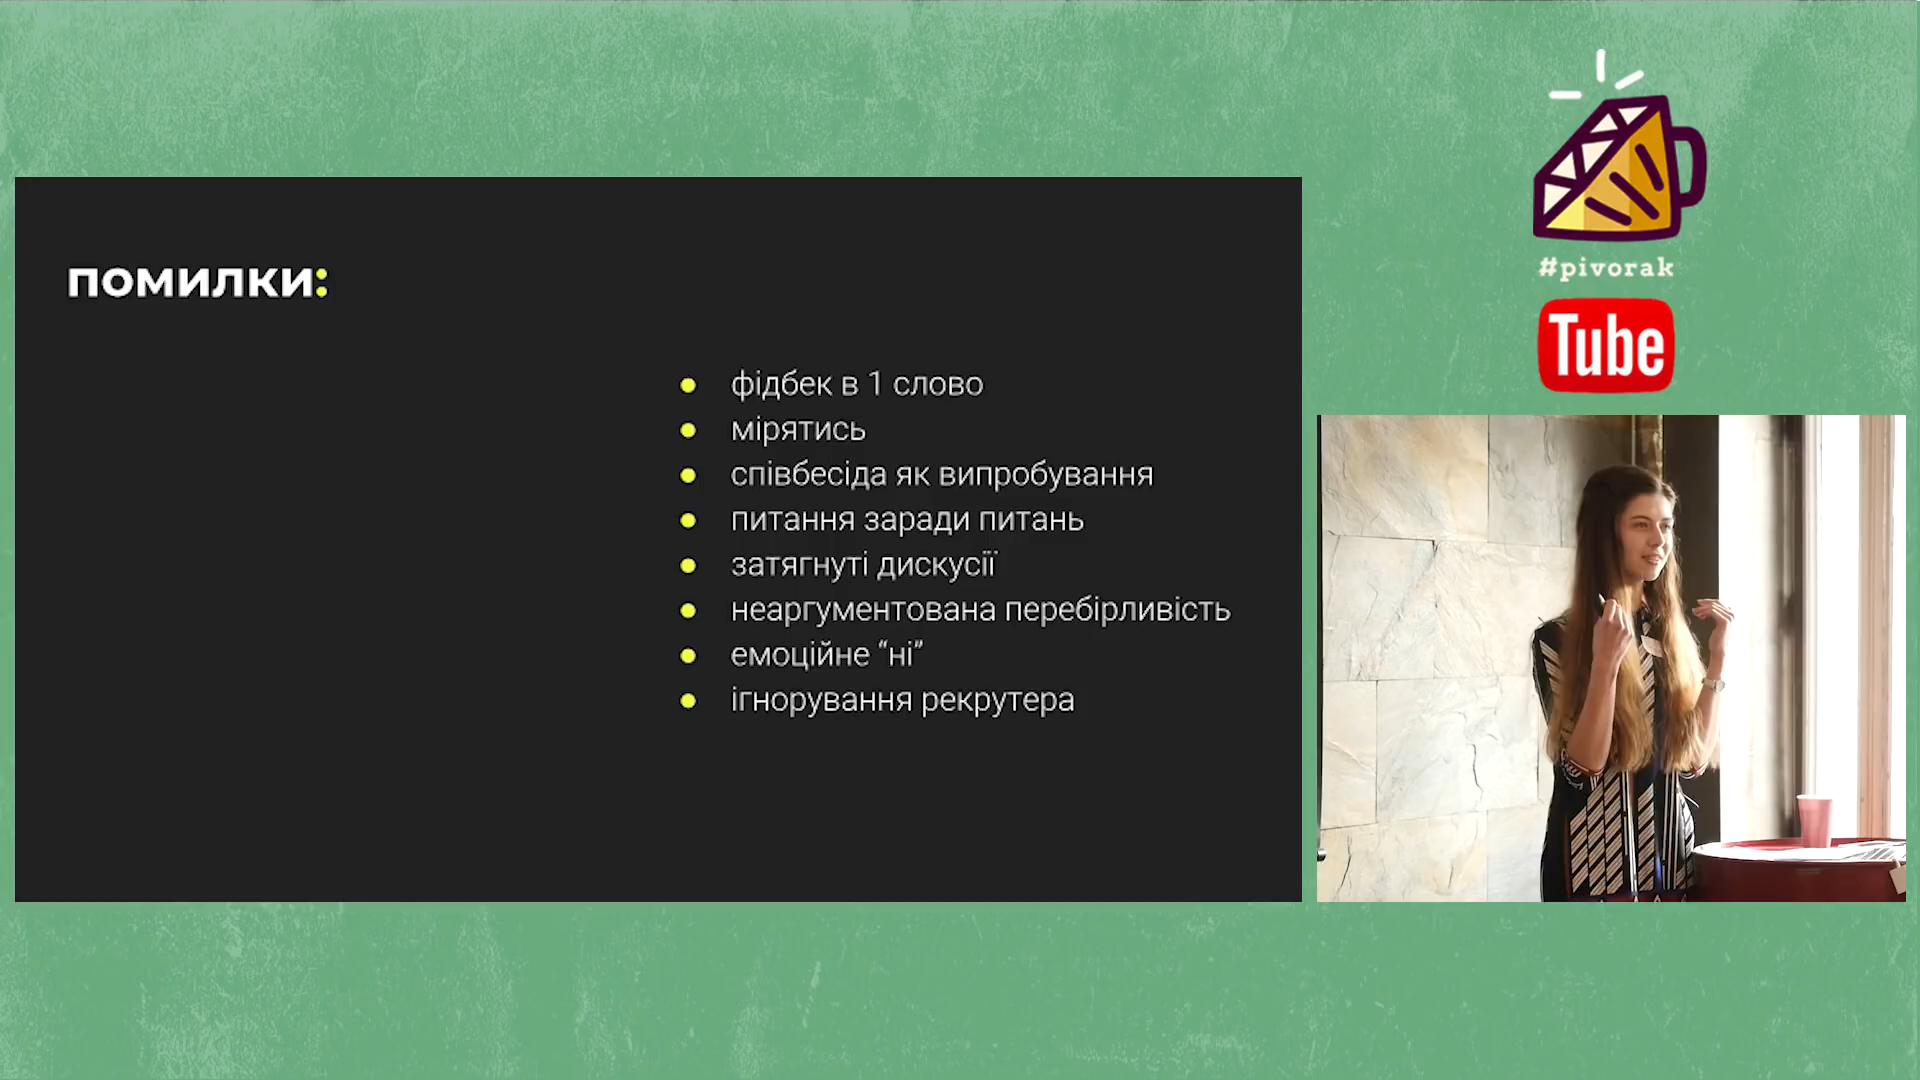 помилки:
фідбек в 1 слово
мірятись
співбесіда як випробування
питання заради питань
затягнуті дискусії
неаргументована перебірливість
емоційне “ні”
ігнорування рекрутера
#pivorak
Tube